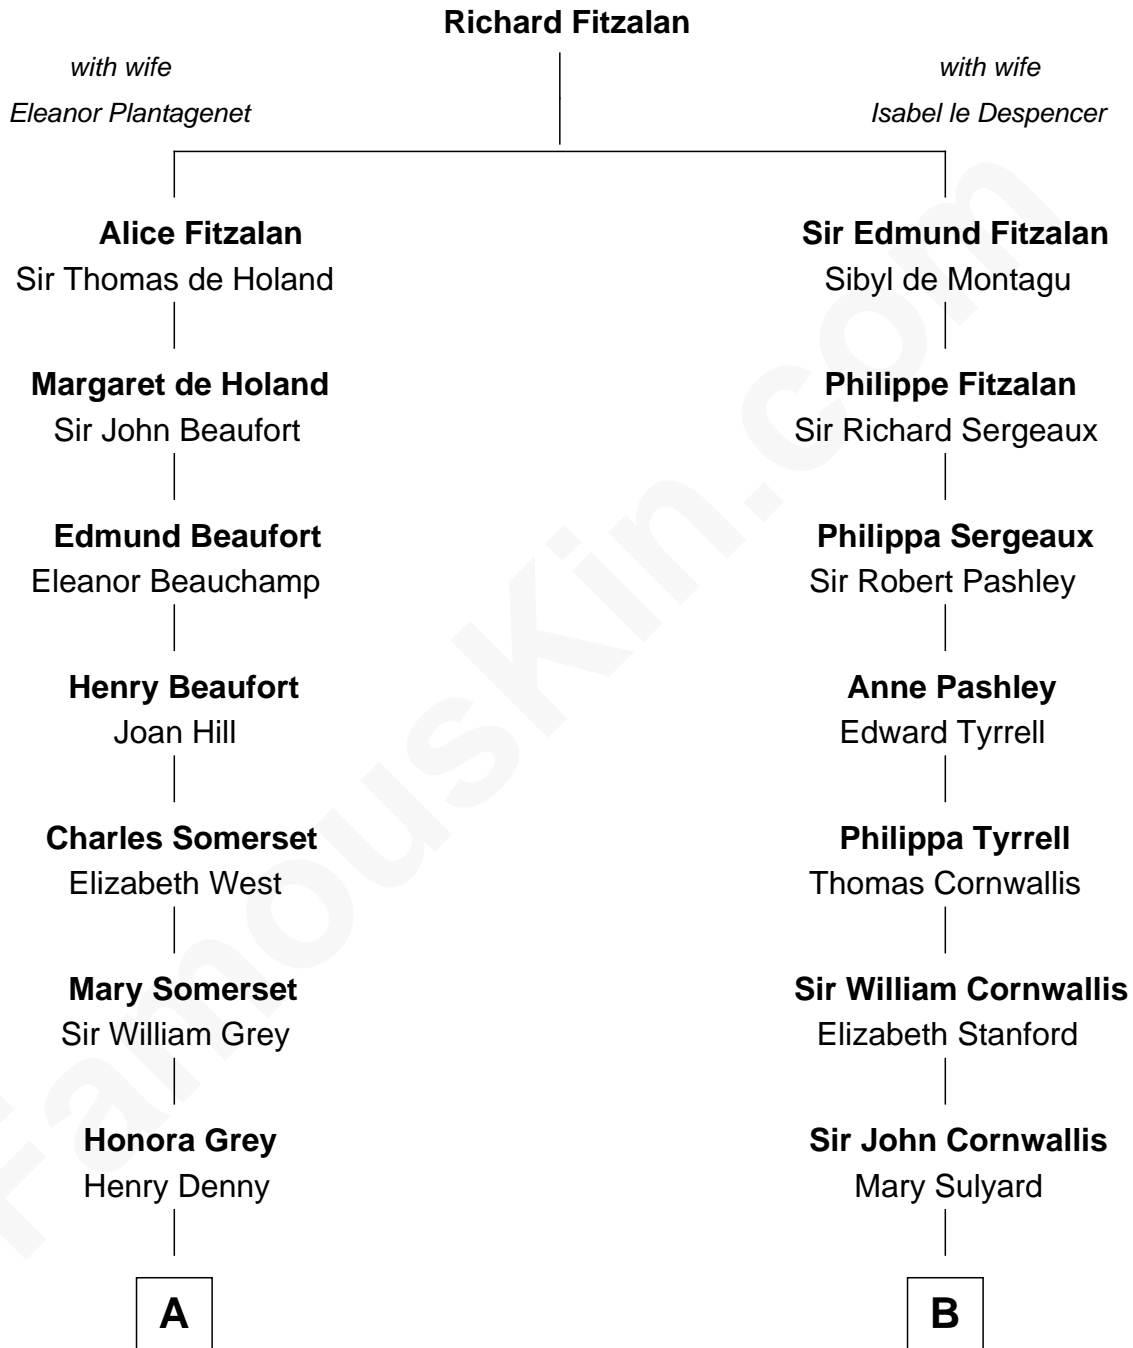 Richard Fitzalan
with wife
Eleanor Plantagenet
with wife
Isabel le Despencer
Alice Fitzalan
Sir Thomas de Holand
Sir Edmund Fitzalan
Sibyl de Montagu
Margaret de Holand
Sir John Beaufort
Philippe Fitzalan
Sir Richard Sergeaux
Edmund Beaufort
Eleanor Beauchamp
Philippa Sergeaux
Sir Robert Pashley
Henry Beaufort
Joan Hill
Anne Pashley
Edward Tyrrell
Charles Somerset
Elizabeth West
Philippa Tyrrell
Thomas Cornwallis
Mary Somerset
Sir William Grey
Sir William Cornwallis
Elizabeth Stanford
Honora Grey
Henry Denny
Sir John Cornwallis
Mary Sulyard
A
B
FamousKin.com